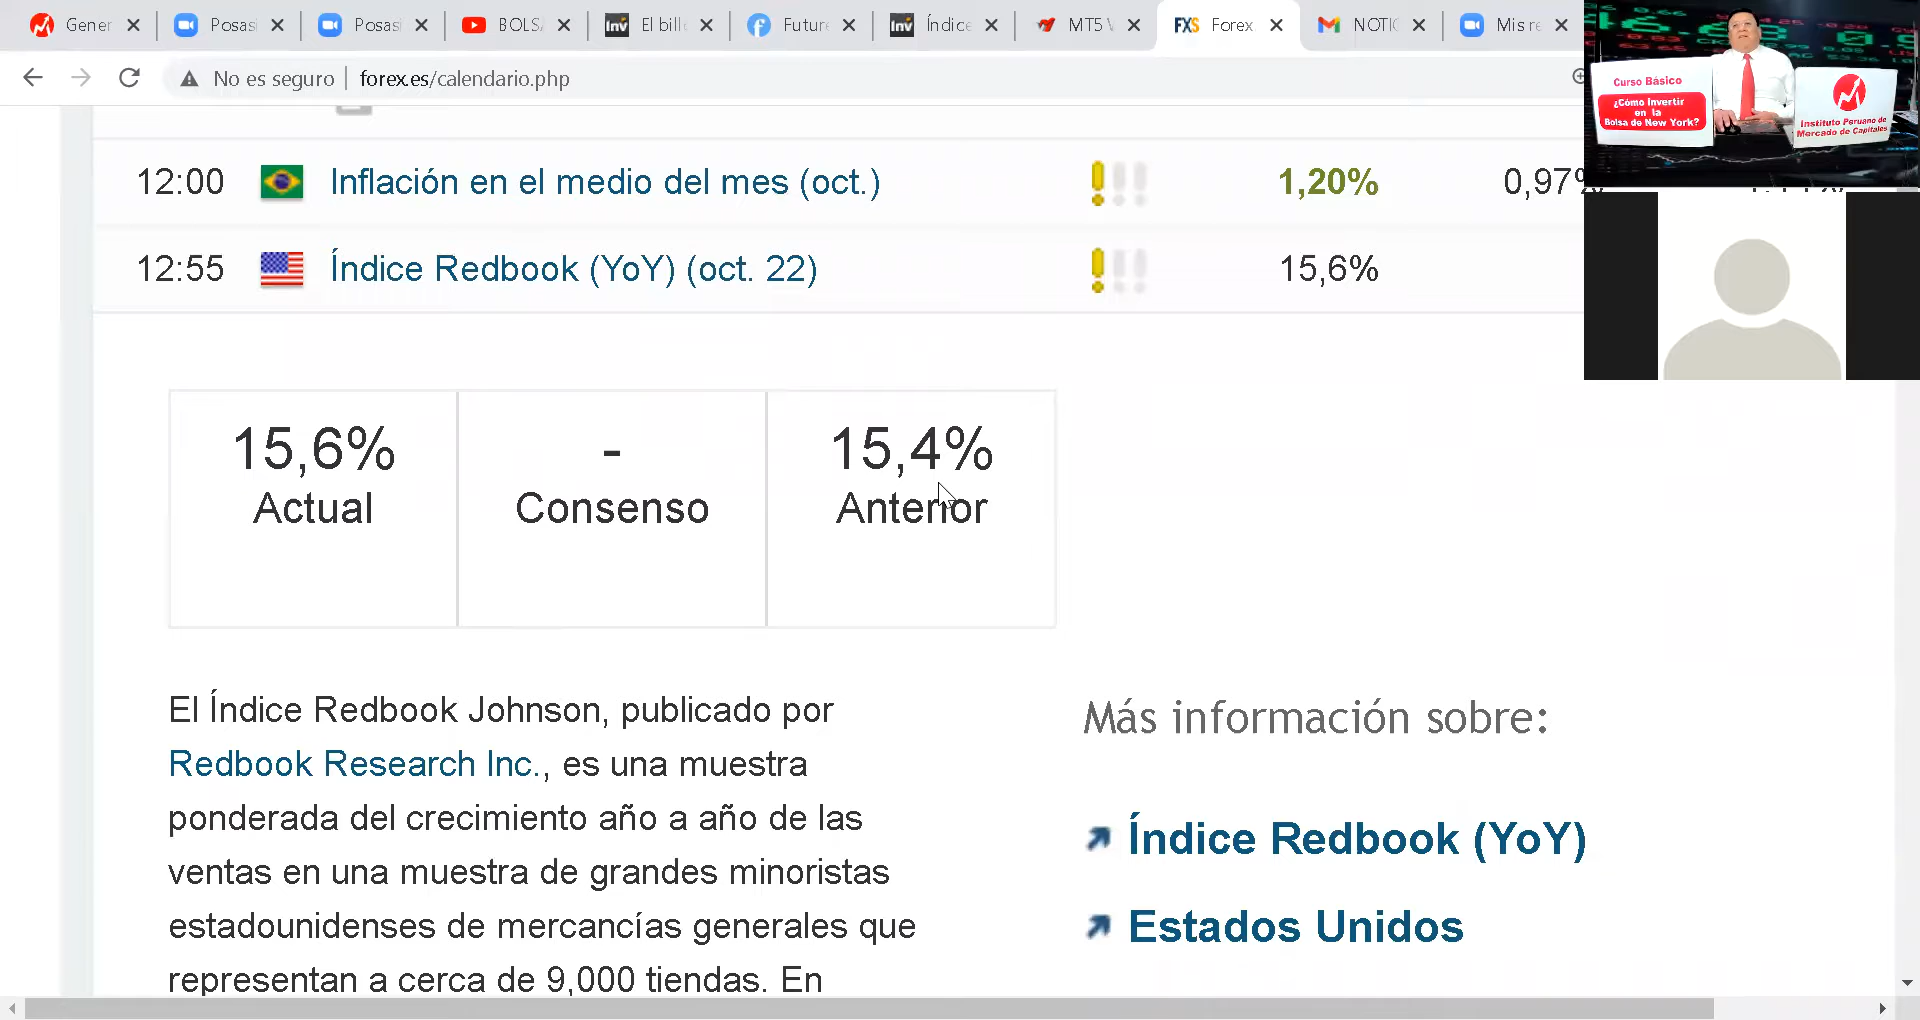 Gener
Posas
Posas
BOLS
Inv El bill
Future
Inv Índice
MT5 V
FXS Forex
NOTIC
Mis re
No es seguro forex.es/calendario.php
Curso Básico
¿Cómo Invertir
en la
Bolsa de New York?
Instituto Peruano de
Mercado de Capitales
12:00 Inflación en el medio del mes (oct.) 1,20% 0,97%
12:55 Índice Redbook (YoY) (oct. 22) 15,6%
15,6% - 15,4%
Actual Consenso Anterior
El Índice Redbook Johnson, publicado por
Redbook Research Inc., es una muestra
ponderada del crecimiento año a año de las
ventas en una muestra de grandes minoristas
estadounidenses de mercancías generales que
representan a cerca de 9,000 tiendas. En
Más información sobre:
Índice Redbook (YoY)
Estados Unidos